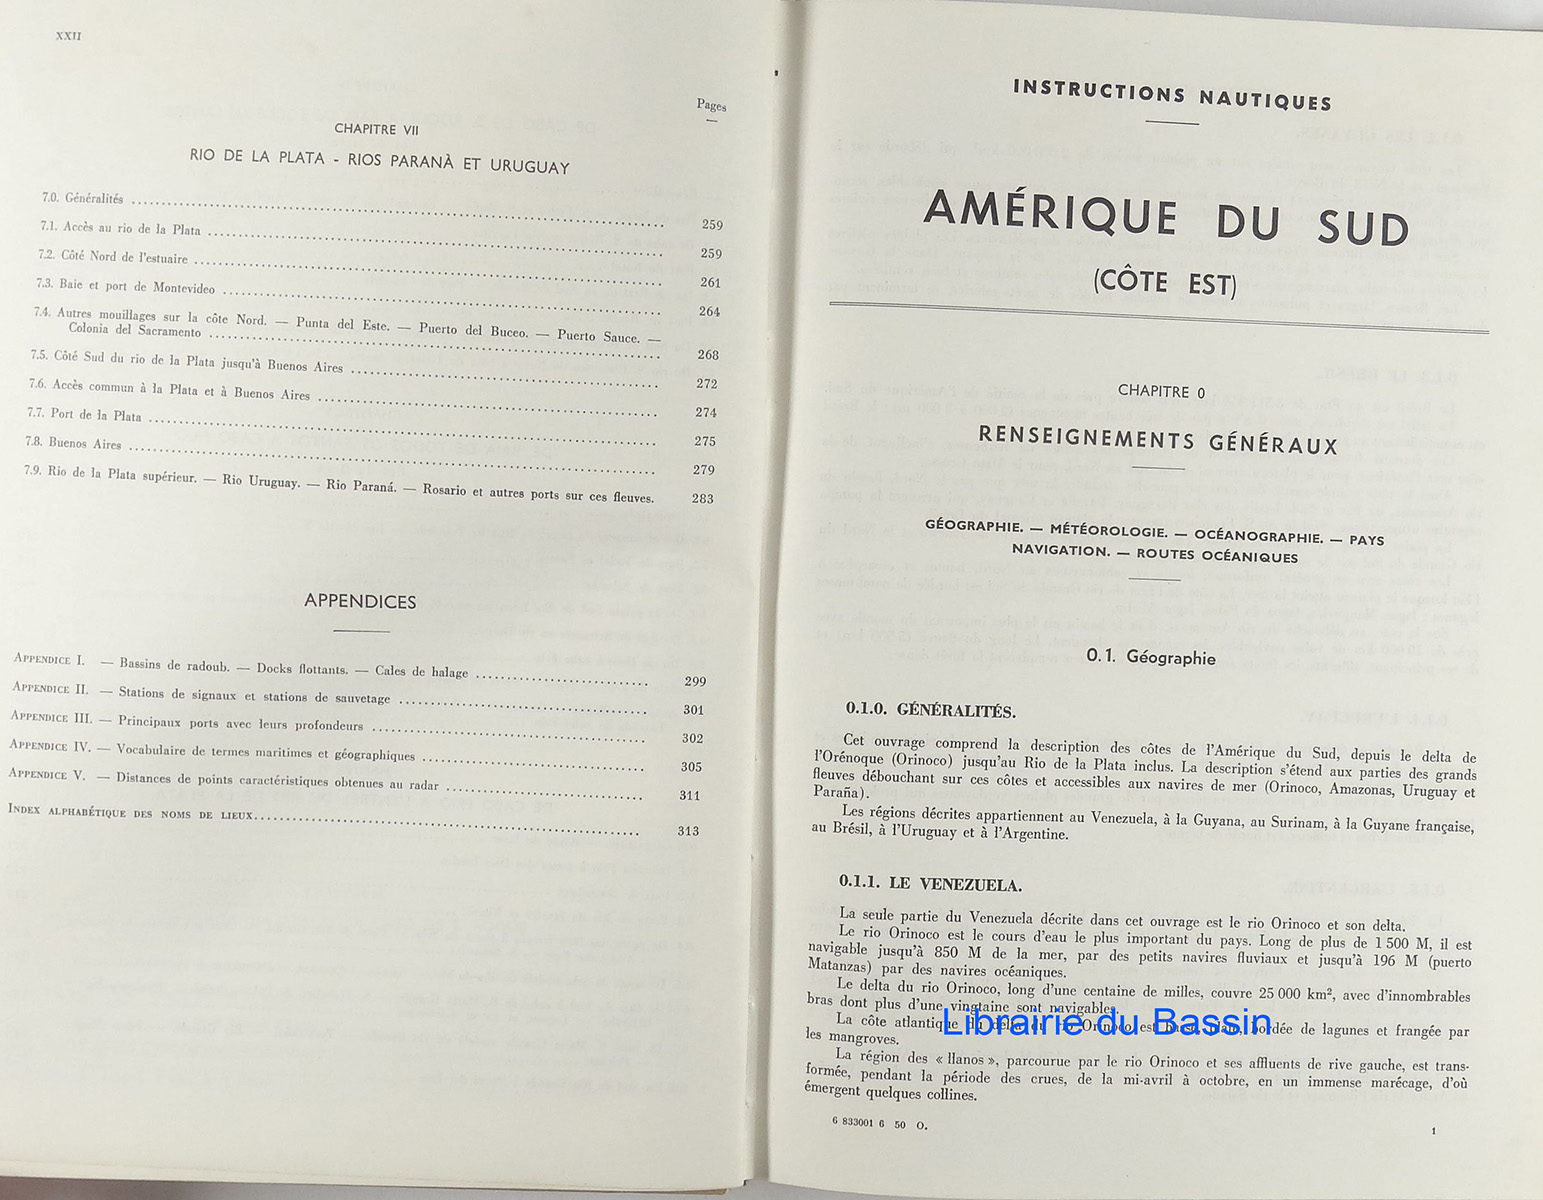 XXII
Pages
CHAPITRE VII
RIO DE LA PLATA - RIOS PARANÀ ET URUGUAY
7.0. Généralités ........ 259
7.1. Accès au rio de la Plata ........ 259
7.2. Côté Nord de l'estuaire ........ 261
7.3. Baie et port de Montevideo ........ 264
7.4. Autres mouillages sur la côte Nord. — Punta del Este. — Puerto del Buceo. — Puerto Sauce. —
Colonia del Sacramento ........ 268
7.5. Côté Sud du rio de la Plata jusqu'à Buenos Aires ........ 272
7.6. Accès commun à la Plata et à Buenos Aires ........ 274
7.7. Port de la Plata ........ 275
7.8. Buenos Aires ........ 279
7.9. Rio de la Plata supérieur. — Rio Uruguay. — Rio Paraná. — Rosario et autres ports sur ces fleuves. 283
APPENDICES
APPENDICE I. — Bassins de radoub. — Docks flottants. — Cales de halage ........ 299
APPENDICE II. — Stations de signaux et stations de sauvetage ........ 301
APPENDICE III. — Principaux ports avec leurs profondeurs ........ 302
APPENDICE IV. — Vocabulaire de termes maritimes et géographiques ........ 305
APPENDICE V. — Distances de points caractéristiques obtenues au radar ........ 311
INDEX ALPHABÉTIQUE DES NOMS DE LIEUX........ 313
INSTRUCTIONS NAUTIQUES
AMÉRIQUE DU SUD
(CÔTE EST)
CHAPITRE 0
RENSEIGNEMENTS GÉNÉRAUX
GÉOGRAPHIE. — MÉTÉOROLOGIE. — OCÉANOGRAPHIE. — PAYS
NAVIGATION. — ROUTES OCÉANIQUES
0.1. Géographie
0.1.0. GÉNÉRALITÉS.
Cet ouvrage comprend la description des côtes de l'Amérique du Sud, depuis le delta de
l'Orénoque (Orinoco) jusqu'au Rio de la Plata inclus. La description s'étend aux parties des grands
fleuves débouchant sur ces côtes et accessibles aux navires de mer (Orinoco, Amazonas, Uruguay et
Paraña).
Les régions décrites appartiennent au Venezuela, à la Guyana, au Surinam, à la Guyane française,
au Brésil, à l'Uruguay et à l'Argentine.
0.1.1. LE VENEZUELA.
La seule partie du Venezuela décrite dans cet ouvrage est le rio Orinoco et son delta.
Le rio Orinoco est le cours d'eau le plus important du pays. Long de plus de 1 500 M, il est
navigable jusqu'à 850 M de la mer, par des petits navires fluviaux et jusqu'à 196 M (puerto
Matanzas) par des navires océaniques.
Le delta du rio Orinoco, long d'une centaine de milles, couvre 25 000 km², avec d'innombrables
bras dont plus d'une vingtaine sont navigables.
La côte atlantique du delta du rio Orinoco est basse, plate, bordée de lagunes et frangée par
les mangroves.
La région des « llanos », parcourue par le rio Orinoco et ses affluents de rive gauche, est trans-
formée, pendant la période des crues, de la mi-avril à octobre, en un immense marécage, d'où
émergent quelques collines.
6 833001 6 50 O.
1
Librairie du Bassin